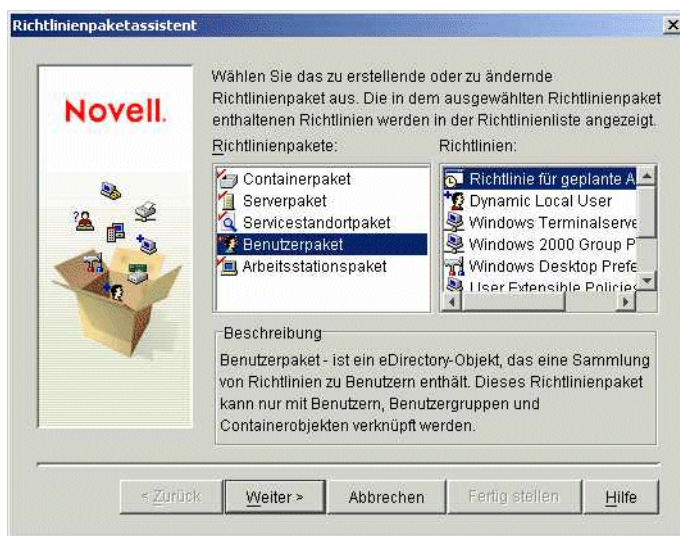 Richtlinienpaketassistent
Novell.
Wählen Sie das zu erstellende oder zu ändernde
Richtlinienpaket aus. Die in dem ausgewählten Richtlinienpaket
enthaltenen Richtlinien werden in der Richtlinienliste angezeigt.
Richtlinienpakete:
Richtlinien:
Containerpaket
Serverpaket
Servicestandortpaket
Benutzerpaket
Arbeitsstationspaket
Richtlinie für geplante A
Dynamic Local User
Windows Terminalserve
Windows 2000 Group P
Windows Desktop Prefe
User Extensible Policies
Beschreibung
Benutzerpaket - ist ein eDirectory-Objekt, das eine Sammlung
von Richtlinien zu Benutzern enthält. Dieses Richtlinienpaket
kann nur mit Benutzern, Benutzergruppen und
Containerobjekten verknüpft werden.
< Zurück
Weiter >
Abbrechen
Fertig stellen
Hilfe